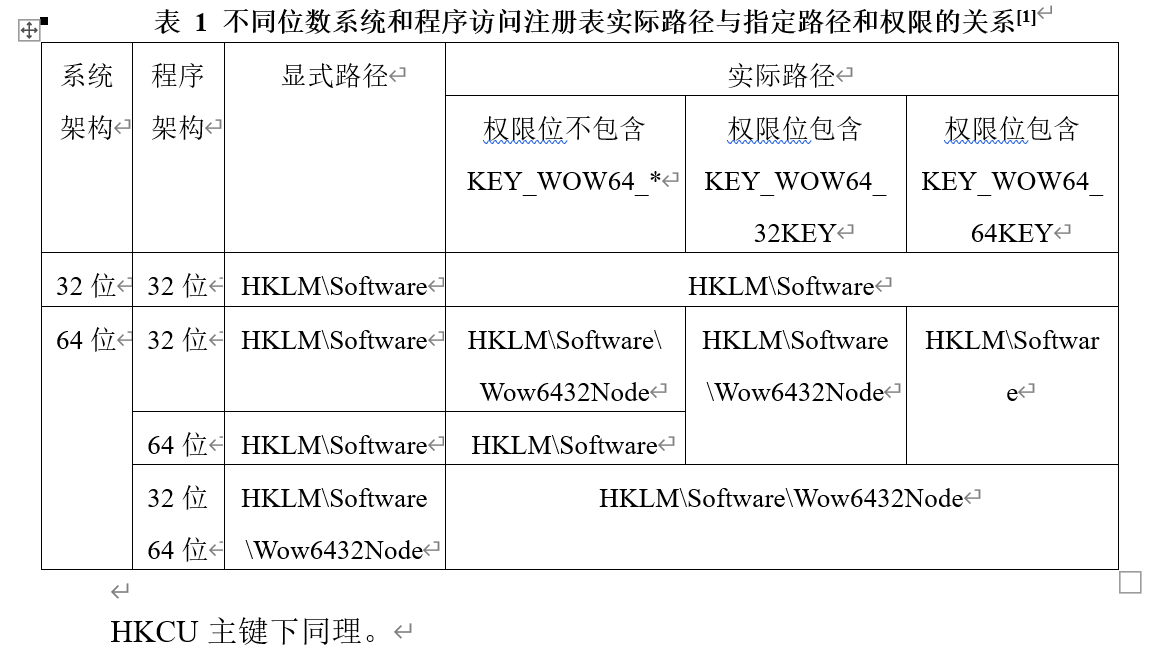 表 1 不同位数系统和程序访问注册表实际路径与指定路径和权限的关系[1]
系统
架构
程序
架构
显式路径
实际路径
权限位不包含
KEY_WOW64_*
权限位包含
KEY_WOW64_
32KEY
权限位包含
KEY_WOW64_
64KEY
32 位
32 位
HKLM\Software
HKLM\Software
64 位
32 位
HKLM\Software
HKLM\Software\
Wow6432Node
HKLM\Software
\Wow6432Node
HKLM\Softwar
e
64 位
HKLM\Software
HKLM\Software
32 位
64 位
HKLM\Software
\Wow6432Node
HKLM\Software\Wow6432Node
HKCU 主键下同理。